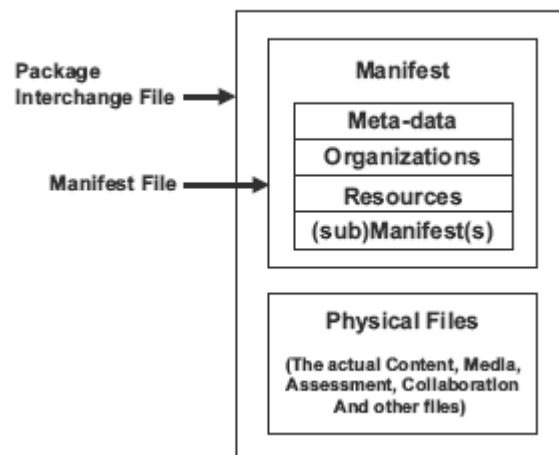 Package
Interchange File
Manifest File
Manifest
Meta-data
Organizations
Resources
(sub)Manifest(s)
Physical Files
(The actual Content, Media,
Assessment, Collaboration
And other files)